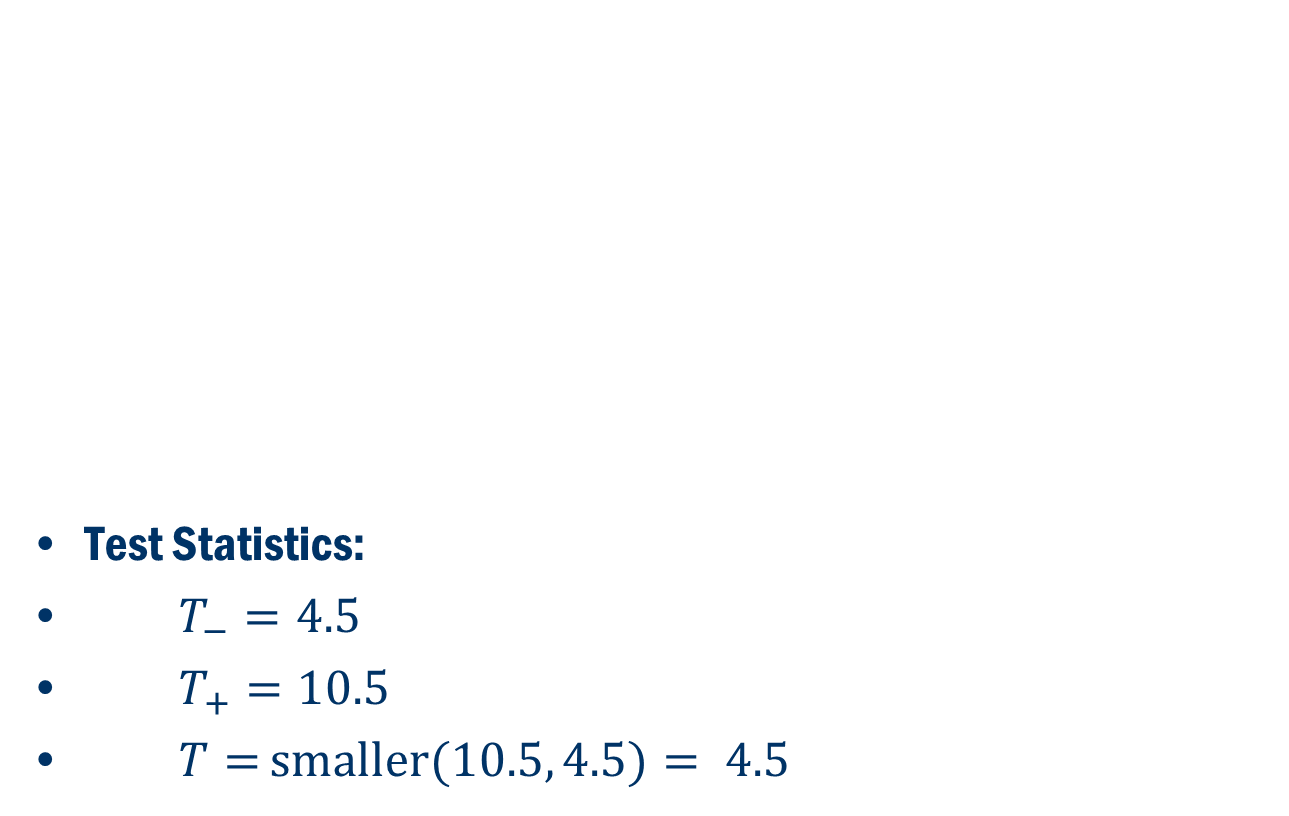 • Test Statistics:
• T₋ = 4.5
• T₊ = 10.5
• T = smaller(10.5, 4.5) = 4.5